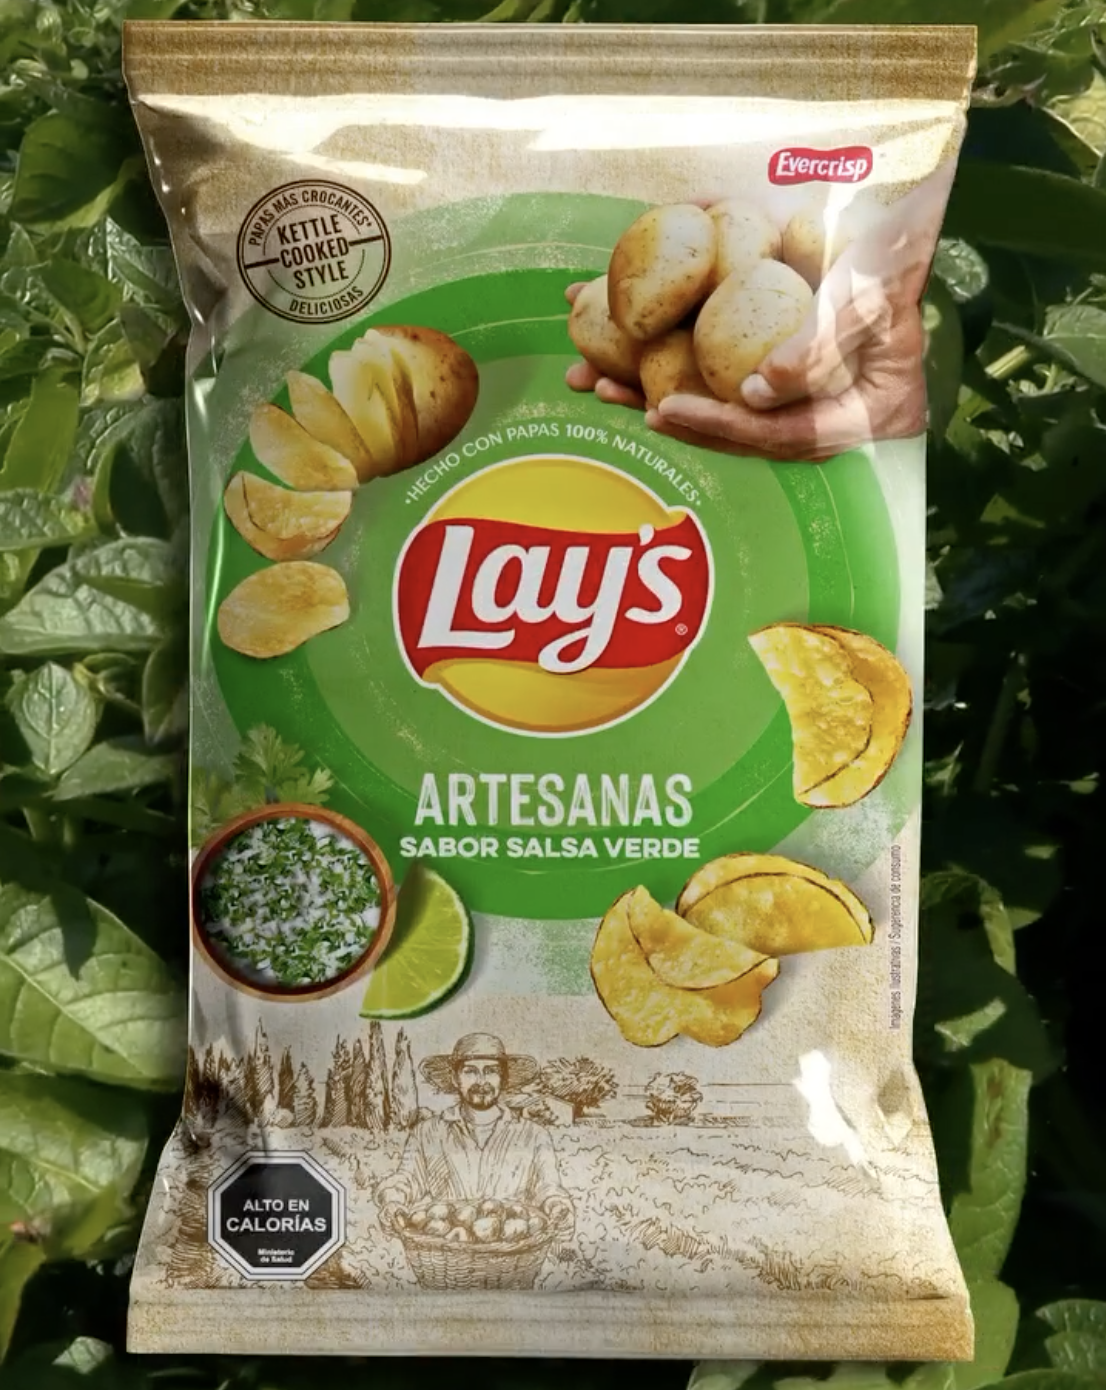 Evercrisp
PAPAS MÁS CROCANTES*
KETTLE
COOKED
STYLE
DELICIOSAS
·HECHO CON PAPAS 100% NATURALES·
Lay's®
ARTESANAS
SABOR SALSA VERDE
Imágenes Ilustrativas / Sugerencia de consumo
ALTO EN
CALORÍAS
Ministerio
de Salud